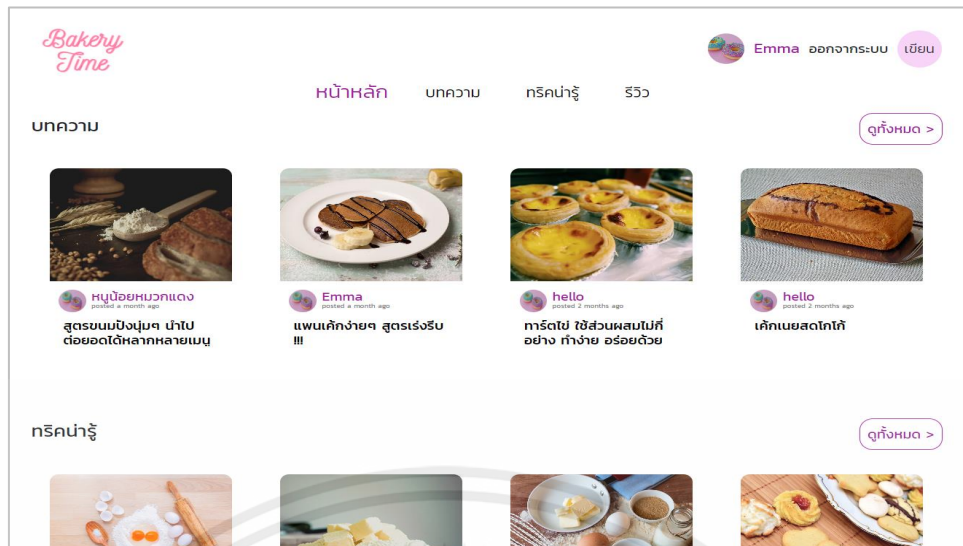 Bakery
Time
Emma ออกจากระบบ เขียน
หน้าหลัก บทความ ทริคน่ารู้ รีวิว
บทความ
ดูทั้งหมด >
หนูน้อยหมวกแดง
posted a month ago
สูตรขนมปังนุ่มๆ นำไป
ต่อยอดได้หลากหลายเมนู
Emma
posted a month ago
แพนเค้กง่ายๆ สูตรเร่งรีบ
!!!
hello
posted 2 months ago
ทาร์ตไข่ ใช้ส่วนผสมไม่กี่
อย่าง ทำง่าย อร่อยด้วย
hello
posted 2 months ago
เค้กเนยสดโกโก้
ทริคน่ารู้
ดูทั้งหมด >